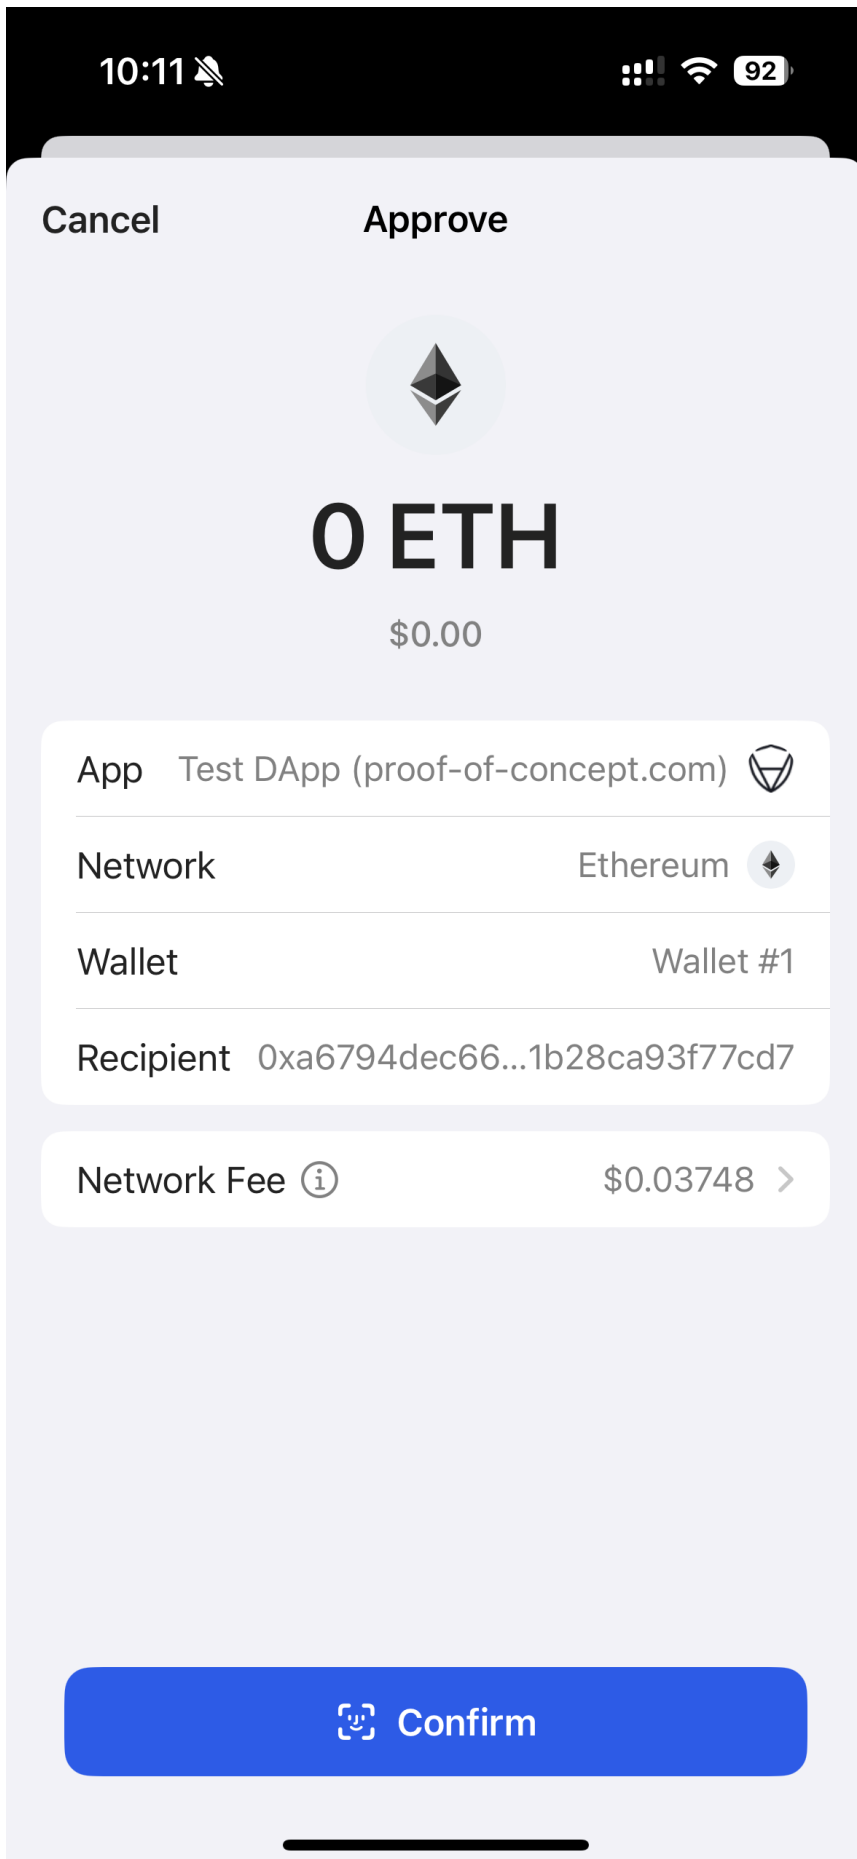 10:11
92
Cancel
Approve
0 ETH
$0.00
App Test DApp (proof-of-concept.com)
Network Ethereum
Wallet Wallet #1
Recipient 0xa6794dec66...1b28ca93f77cd7
Network Fee $0.03748
Confirm